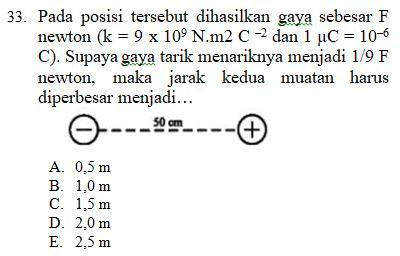 33. Pada posisi tersebut dihasilkan gaya sebesar F
newton (k = 9 x 10⁹ N.m2 C ⁻² dan 1 μC = 10⁻⁶
C). Supaya gaya tarik menariknya menjadi 1/9 F
newton, maka jarak kedua muatan harus
diperbesar menjadi…
50 cm
A. 0,5 m
B. 1,0 m
C. 1,5 m
D. 2,0 m
E. 2,5 m